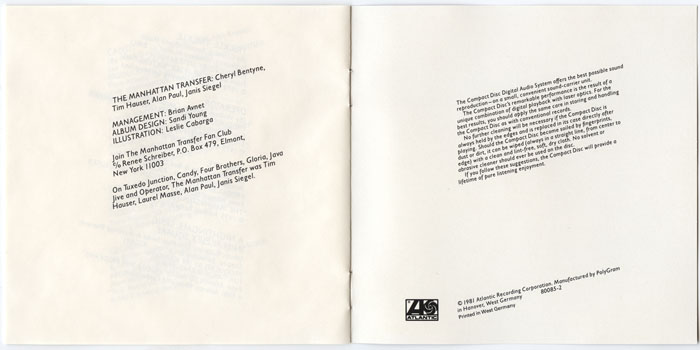 THE MANHATTAN TRANSFER: Cheryl Bentyne,
Tim Hauser, Alan Paul, Janis Siegel
MANAGEMENT: Brian Avnet
ALBUM DESIGN: Sandi Young
ILLUSTRATION: Leslie Cabarga
Join The Manhattan Transfer Fan Club
c/o Renee Schreiber, P.O. Box 479, Elmont,
New York 11003
On Tuxedo Junction, Candy, Four Brothers, Gloria, Java
Jive and Operator, The Manhattan Transfer was Tim
Hauser, Laurel Masse, Alan Paul, Janis Siegel.
The Compact Disc Digital Audio System offers the best possible sound
reproduction – on a small, convenient sound-carrier unit.
The Compact Disc's remarkable performance is the result of a
unique combination of digital playback with laser optics. For the
best results, you should apply the same care in storing and handling
the Compact Disc as with conventional records.
No further cleaning will be necessary if the Compact Disc is
always held by the edges and is replaced in its case directly after
playing. Should the Compact Disc become soiled by fingerprints,
dust or dirt, it can be wiped (always in a straight line, from center to
edge) with a clean and lint-free, soft, dry cloth. No solvent or
abrasive cleaner should ever be used on the disc.
If you follow these suggestions, the Compact Disc will provide a
lifetime of pure listening enjoyment.
ATLANTIC
© 1981 Atlantic Recording Corporation. Manufactured by PolyGram
in Hanover, West Germany 80085-2
Printed in West Germany